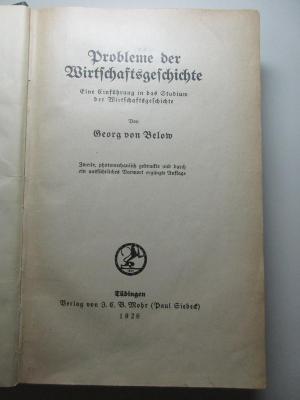 Probleme der
Wirtschaftsgeschichte
Eine Einführung in das Studium
der Wirtschaftsgeschichte
Von
Georg von Below
Zweite, photomechanisch gedruckte und durch
ein ausführliches Vorwort ergänzte Auflage
Tübingen
Verlag von J. C. B. Mohr (Paul Siebeck)
1926